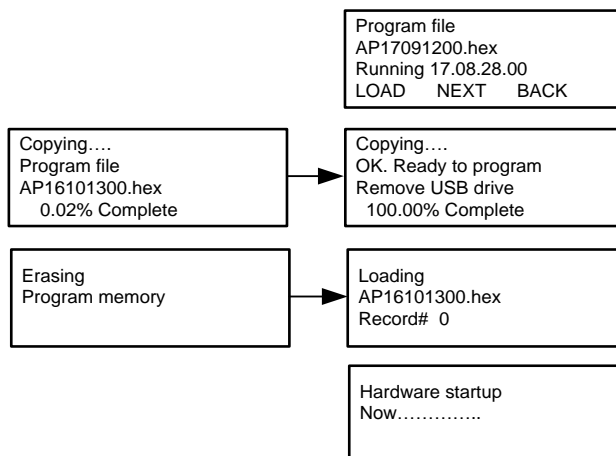 Program file
AP17091200.hex
Running 17.08.28.00
LOAD NEXT BACK
Copying....
Program file
AP16101300.hex
0.02% Complete
Copying....
OK. Ready to program
Remove USB drive
100.00% Complete
Erasing
Program memory
Loading
AP16101300.hex
Record# 0
Hardware startup
Now…………..